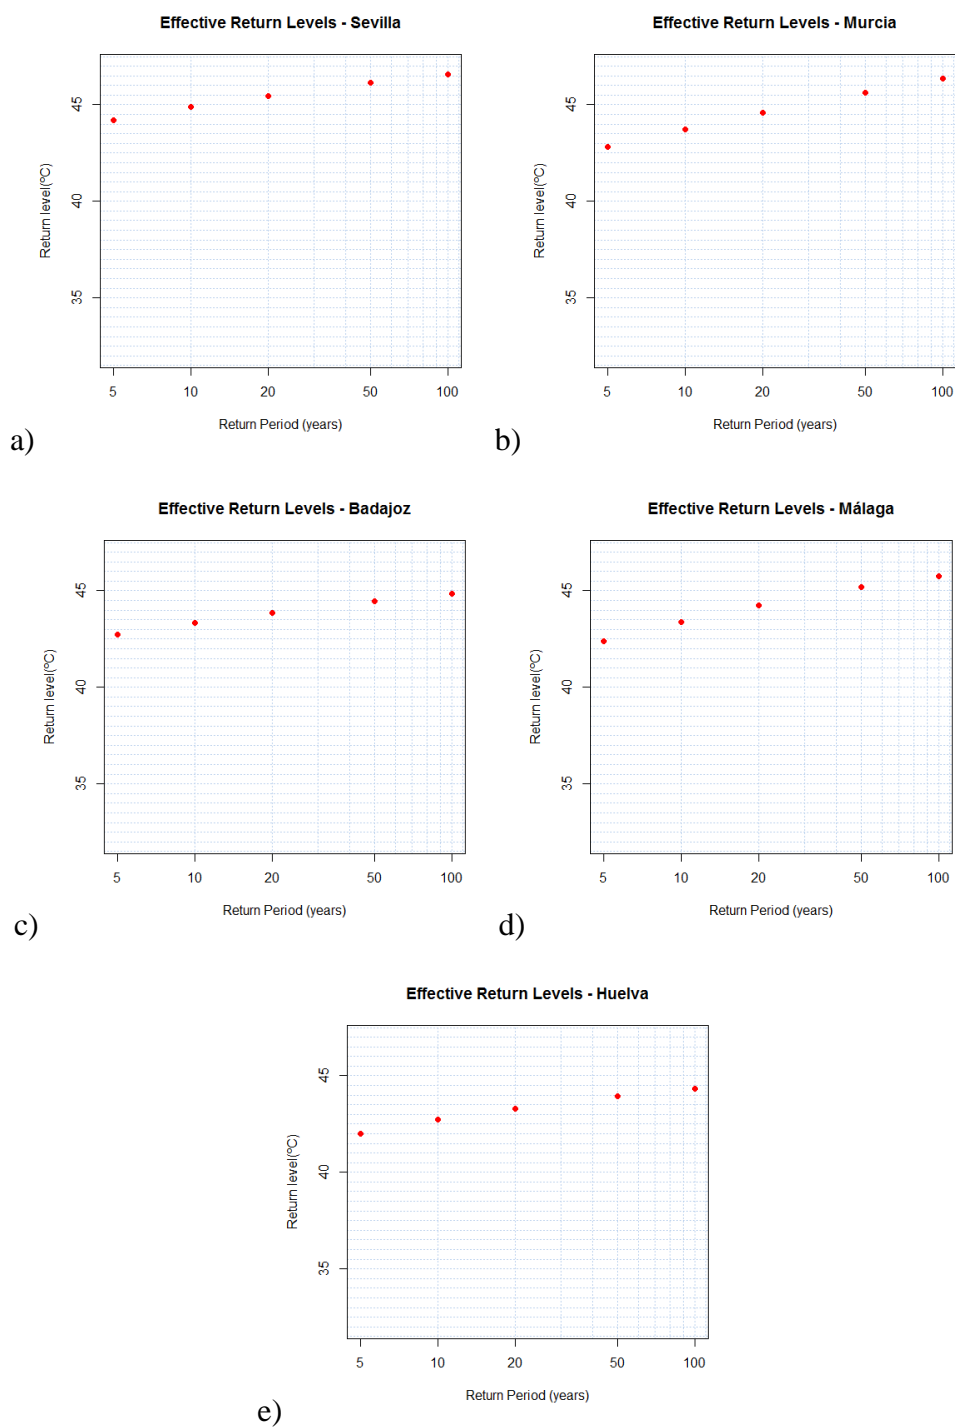 Effective Return Levels - Sevilla
Return level(ºC)
45
40
35
5 10 20 50 100
Return Period (years)
a)
Effective Return Levels - Murcia
Return level(ºC)
45
40
35
5 10 20 50 100
Return Period (years)
b)
Effective Return Levels - Badajoz
Return level(ºC)
45
40
35
5 10 20 50 100
Return Period (years)
c)
Effective Return Levels - Málaga
Return level(ºC)
45
40
35
5 10 20 50 100
Return Period (years)
d)
Effective Return Levels - Huelva
Return level(ºC)
45
40
35
5 10 20 50 100
Return Period (years)
e)